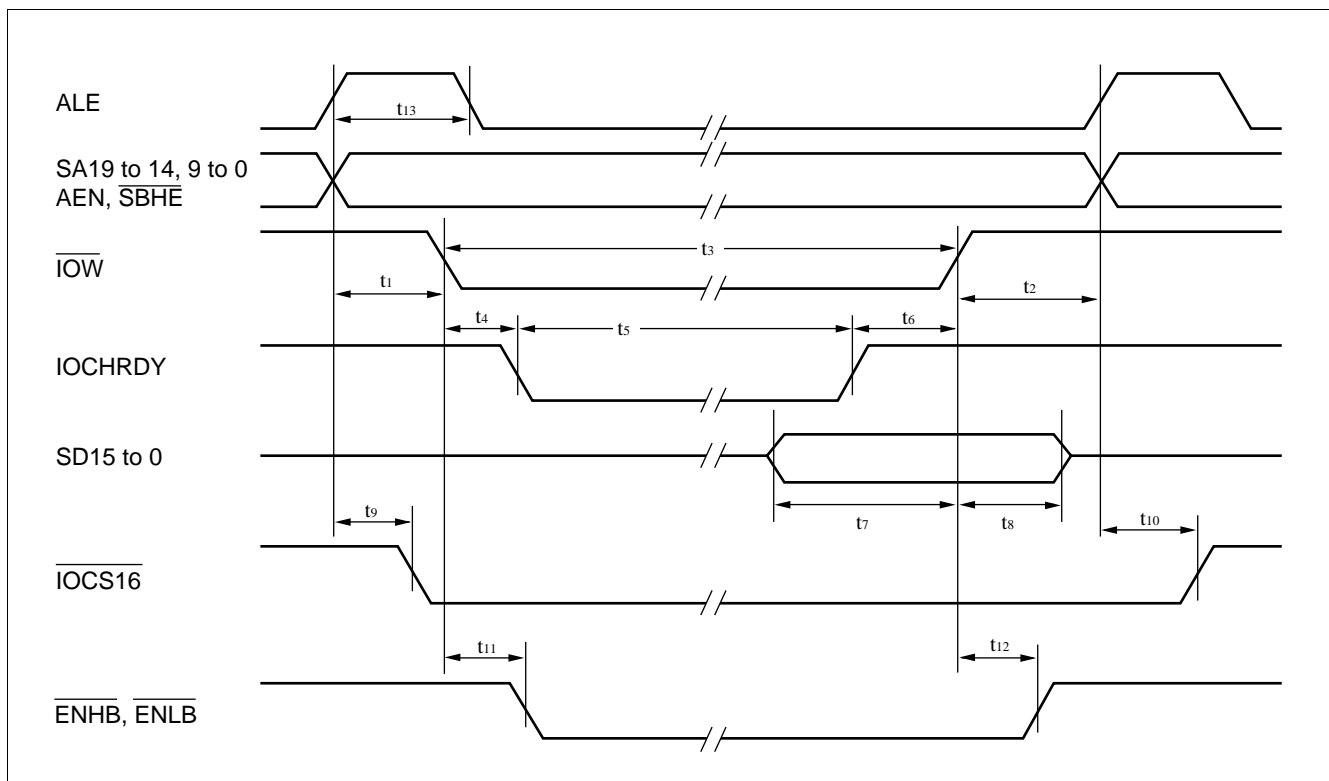 ALE
t13
SA19 to 14, 9 to 0
AEN, SBHE
IOW
t3
t1
t2
t4
t5
t6
IOCHRDY
SD15 to 0
t7
t8
t9
t10
IOCS16
t11
t12
ENHB, ENLB